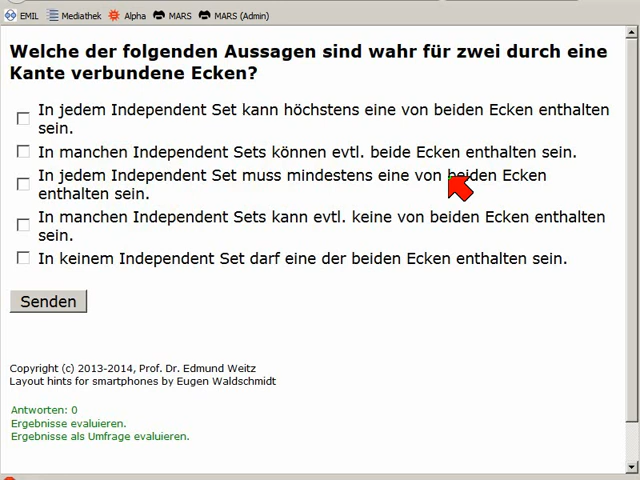 EMIL Mediathek Alpha MARS MARS (Admin)
Welche der folgenden Aussagen sind wahr für zwei durch eine
Kante verbundene Ecken?
In jedem Independent Set kann höchstens eine von beiden Ecken enthalten
sein.
In manchen Independent Sets können evtl. beide Ecken enthalten sein.
In jedem Independent Set muss mindestens eine von beiden Ecken
enthalten sein.
In manchen Independent Sets kann evtl. keine von beiden Ecken enthalten
sein.
In keinem Independent Set darf eine der beiden Ecken enthalten sein.
Senden
Copyright (c) 2013-2014, Prof. Dr. Edmund Weitz
Layout hints for smartphones by Eugen Waldschmidt
Antworten: 0
Ergebnisse evaluieren.
Ergebnisse als Umfrage evaluieren.